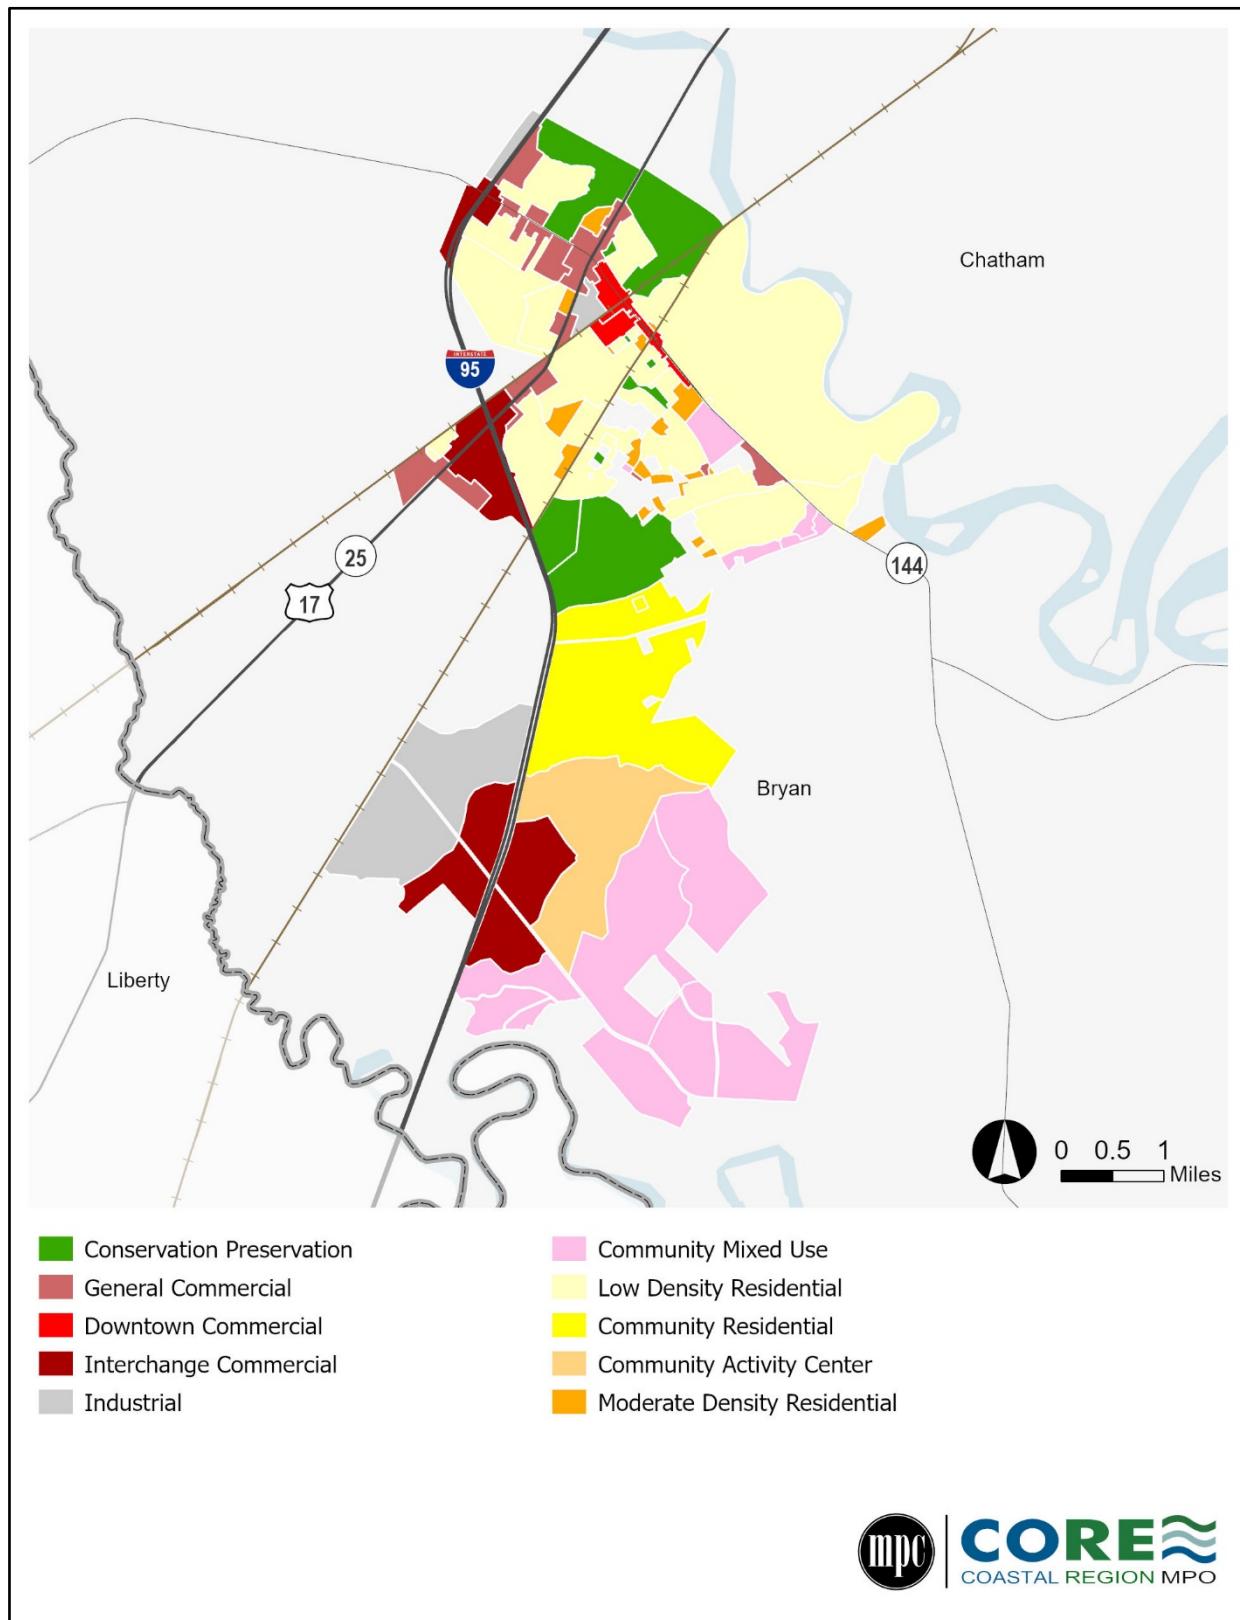 Chatham
INTERSTATE
95
25
17
144
Bryan
Liberty
0 0.5 1
Miles
Conservation Preservation
General Commercial
Downtown Commercial
Interchange Commercial
Industrial
Community Mixed Use
Low Density Residential
Community Residential
Community Activity Center
Moderate Density Residential
mpc
CORE
COASTAL REGION MPO